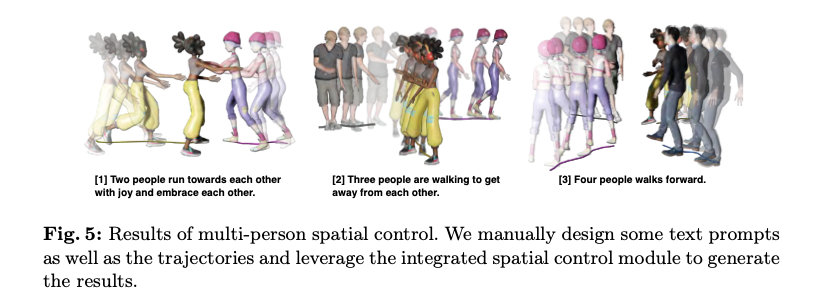 [1] Two people run towards each other
with joy and embrace each other.
[2] Three people are walking to get
away from each other.
[3] Four people walks forward.
Fig. 5: Results of multi-person spatial control. We manually design some text prompts
as well as the trajectories and leverage the integrated spatial control module to generate
the results.